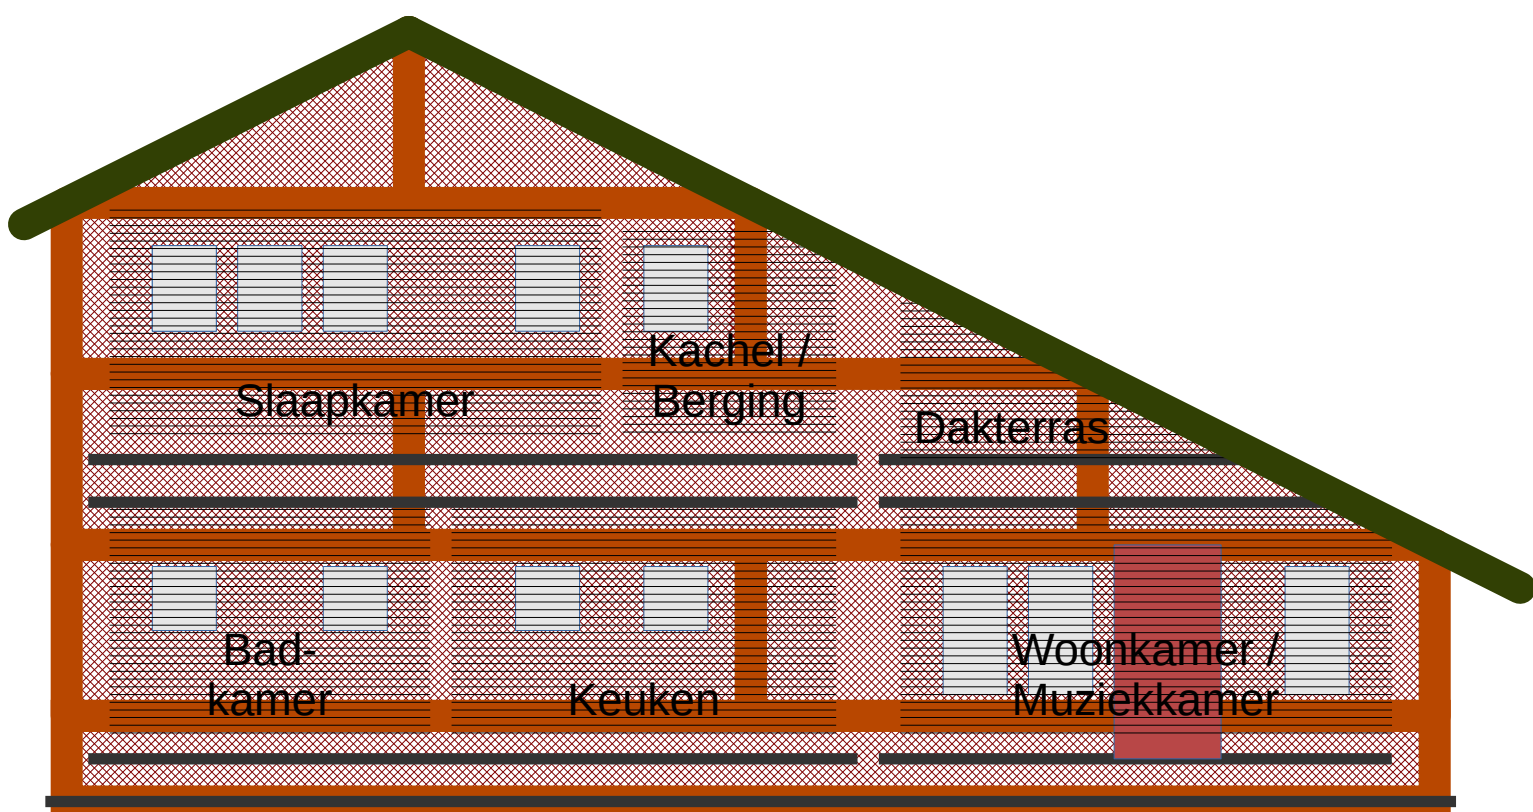 Kachel /
Berging
Slaapkamer
Dakterras
Bad-
kamer
Keuken
Woonkamer /
Muziekkamer